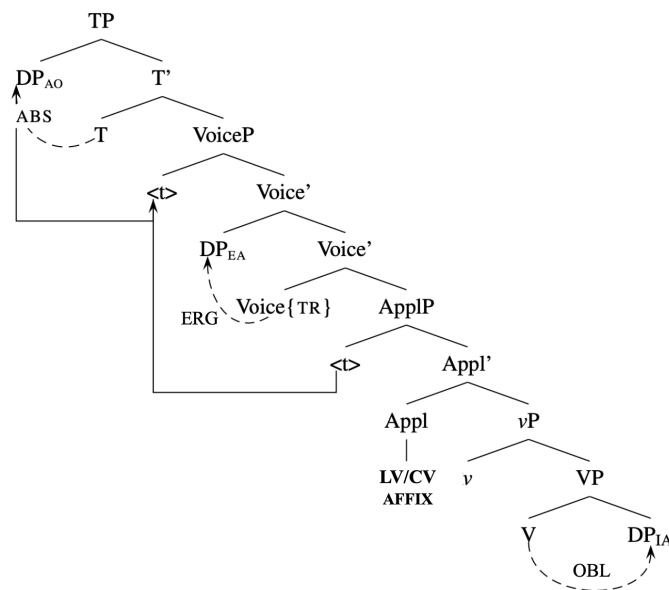 TP
DP_AO T’
ABS
T VoiceP
<t> Voice’
DP_EA Voice’
ERG Voice{TR} ApplP
<t> Appl’
Appl vP
LV/CV v VP
AFFIX
V DP_IA
OBL